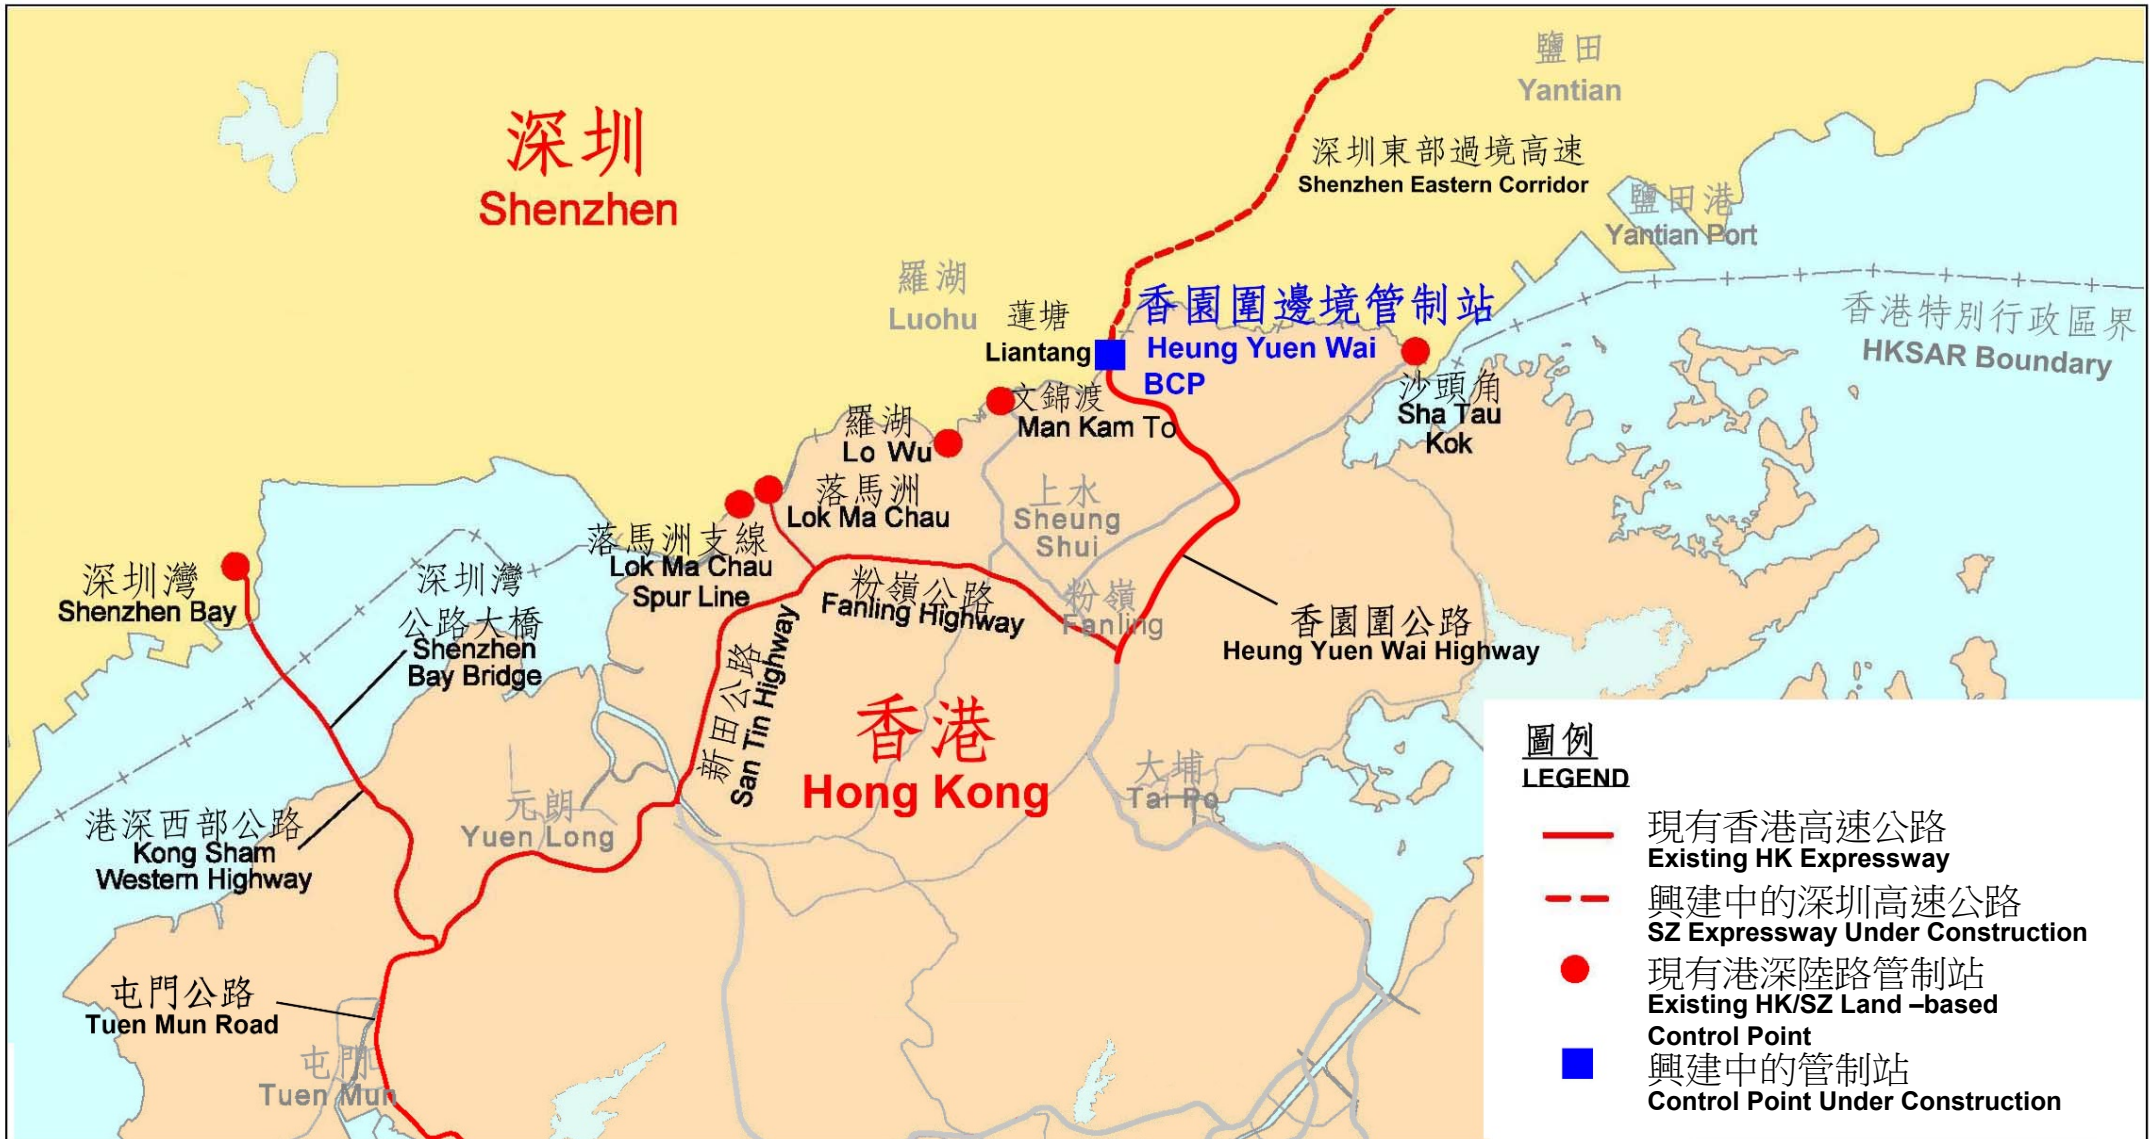 鹽田
Yantian
深圳
Shenzhen
深圳東部過境高速
Shenzhen Eastern Corridor
鹽田港
Yantian Port
羅湖
Luohu
蓮塘
Liantang
香園圍邊境管制站
Heung Yuen Wai
BCP
香港特別行政區界
HKSAR Boundary
文錦渡
Man Kam To
沙頭角
Sha Tau
Kok
羅湖
Lo Wu
落馬洲
Lok Ma Chau
上水
Sheung
Shui
落馬洲支線
Lok Ma Chau
Spur Line
深圳灣
Shenzhen Bay
深圳灣
公路大橋
Shenzhen
Bay Bridge
粉嶺公路
Fanling Highway
粉嶺
Fanling
香園圍公路
Heung Yuen Wai Highway
新田公路
San Tin Highway
香港
Hong Kong
大埔
Tai Po
元朗
Yuen Long
港深西部公路
Kong Sham
Western Highway
屯門公路
Tuen Mun Road
屯門
Tuen Mun
圖例
LEGEND
現有香港高速公路
Existing HK Expressway
興建中的深圳高速公路
SZ Expressway Under Construction
現有港深陸路管制站
Existing HK/SZ Land –based
Control Point
興建中的管制站
Control Point Under Construction